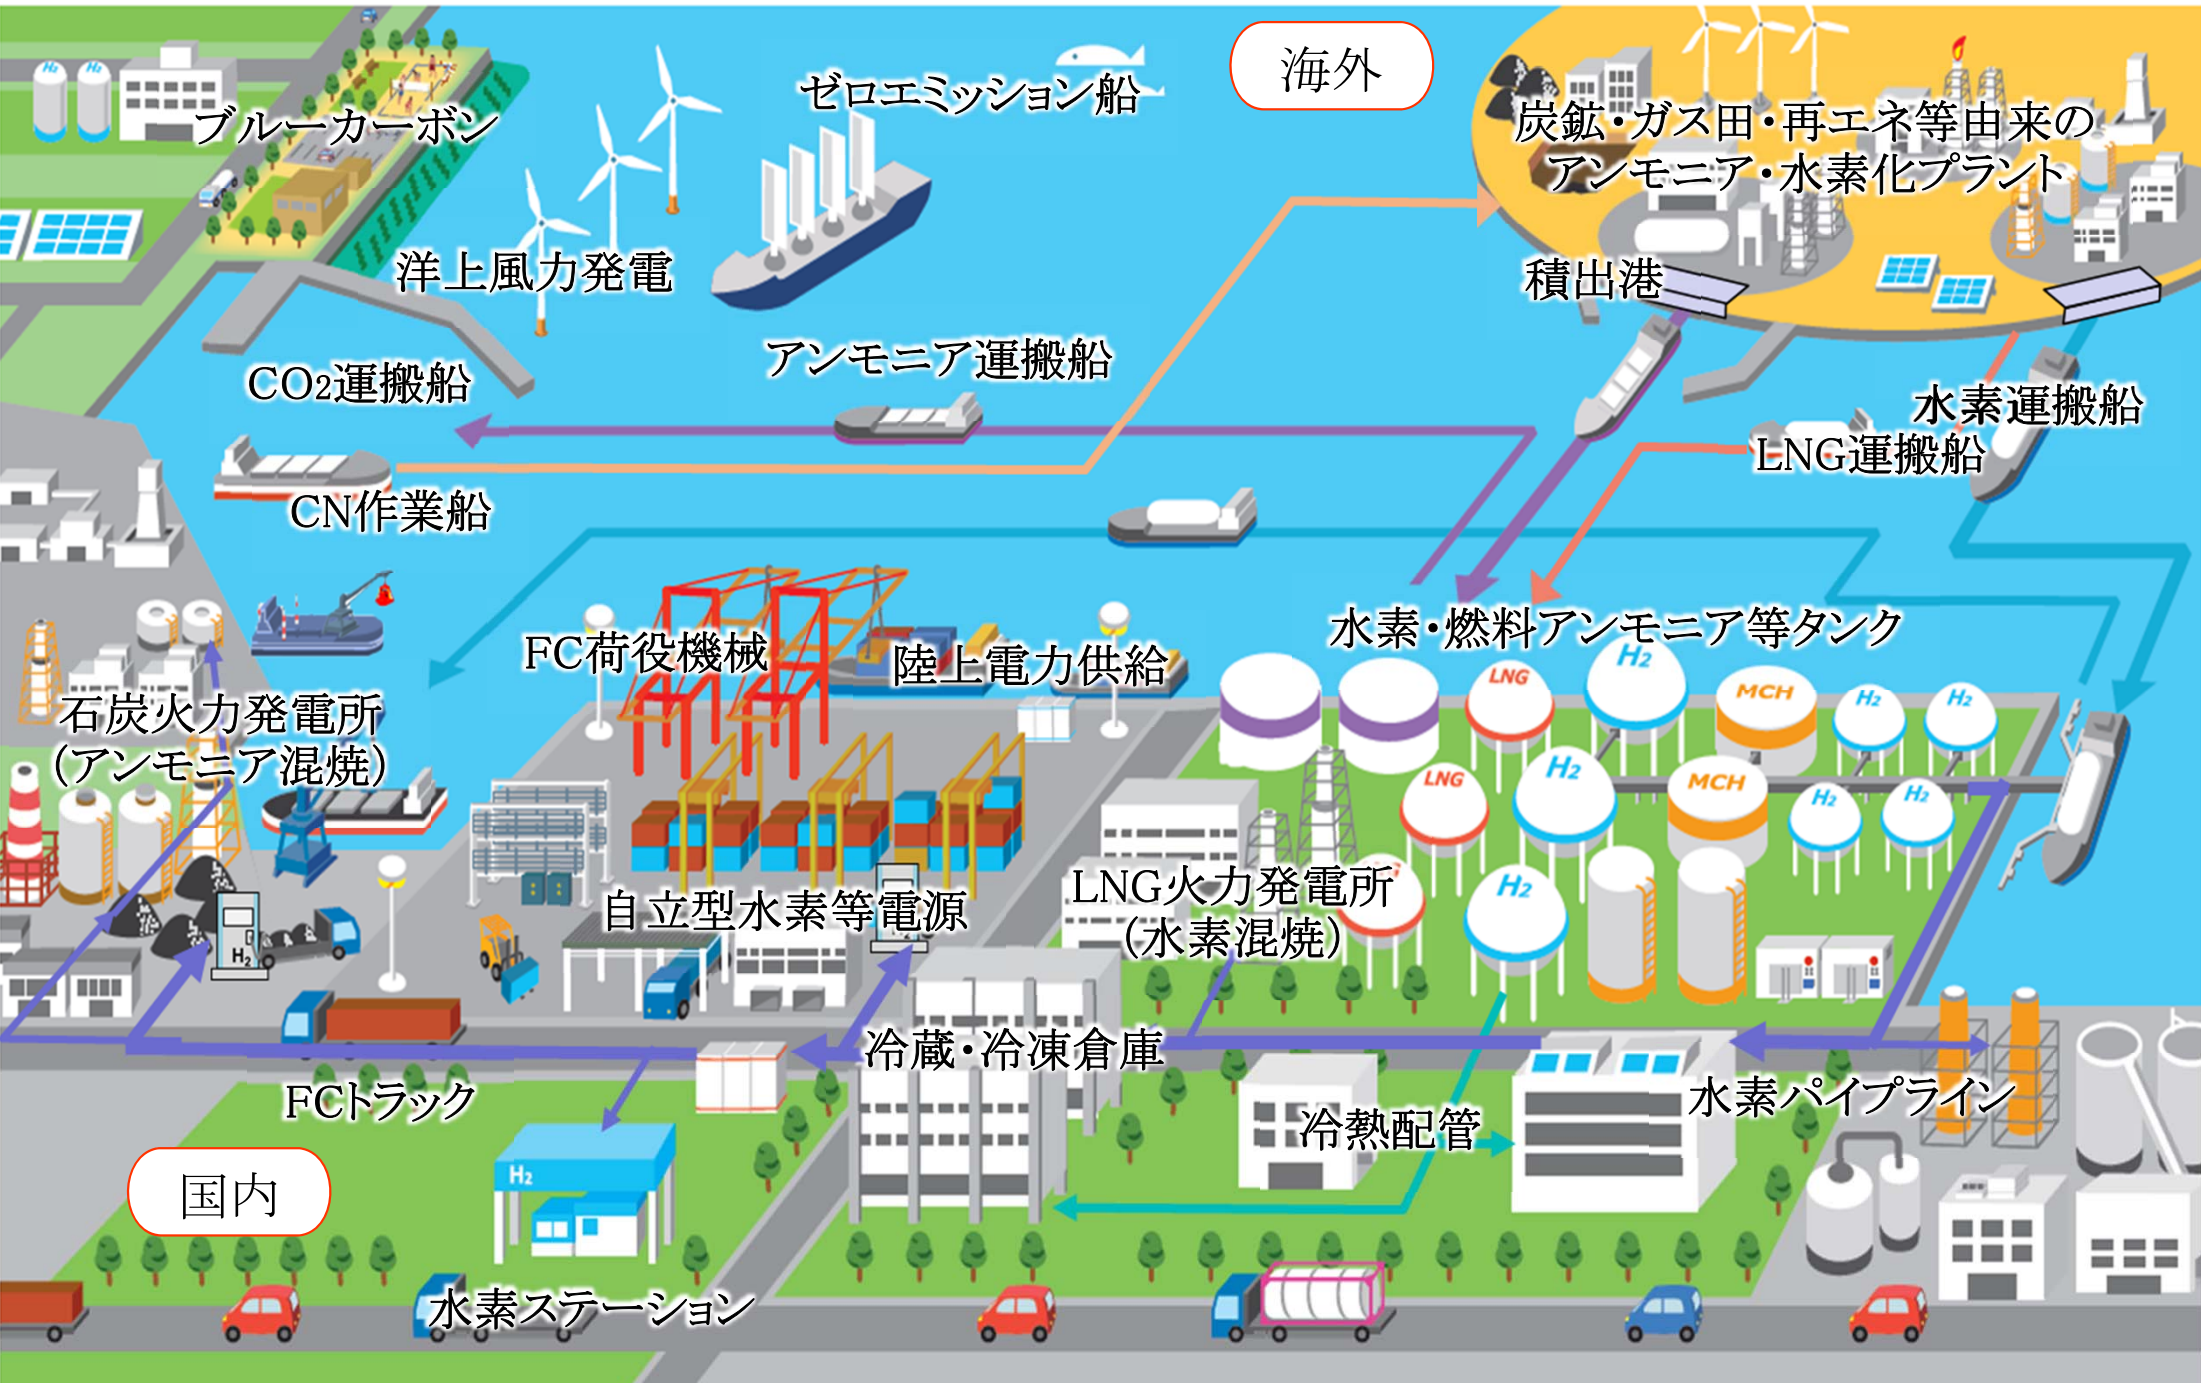 海外
ゼロエミッション船
ブルーカーボン
炭鉱・ガス田・再エネ等由来の
アンモニア・水素化プラント
洋上風力発電
積出港
アンモニア運搬船
CO2運搬船
水素運搬船
LNG運搬船
CN作業船
水素・燃料アンモニア等タンク
FC荷役機械
陸上電力供給
石炭火力発電所
（アンモニア混焼）
LNG火力発電所
（水素混焼）
自立型水素等電源
冷蔵・冷凍倉庫
水素パイプライン
FCトラック
冷熱配管
国内
水素ステーション
H2
H2
LNG
H2
MCH
H2
H2
LNG
H2
MCH
H2
H2
H2
H2
H2